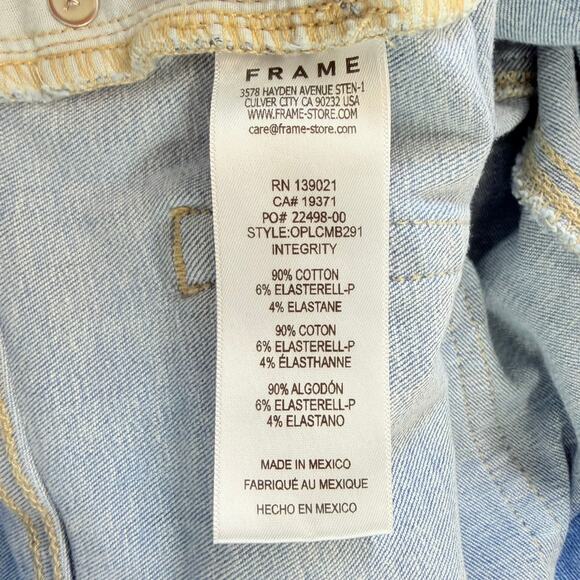 FRAME
3578 HAYDEN AVENUE STEN-1
CULVER CITY CA 90232 USA
WWW.FRAME-STORE.COM
care@frame-store.com
RN 139021
CA# 19371
PO# 22498-00
STYLE:OPLCMB291
INTEGRITY
90% COTTON
6% ELASTERELL-P
4% ELASTANE
90% COTON
6% ELASTERELL-P
4% ÉLASTHANNE
90% ALGODÓN
6% ELASTERELL-P
4% ELASTANO
MADE IN MEXICO
FABRIQUÉ AU MEXIQUE
HECHO EN MEXICO